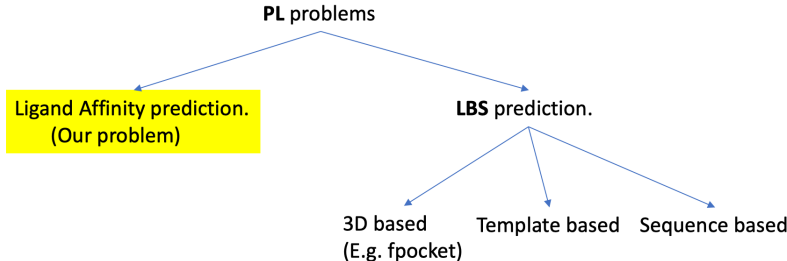 PL problems
Ligand Affinity prediction.
(Our problem)
LBS prediction.
3D based
(E.g. fpocket)
Template based
Sequence based